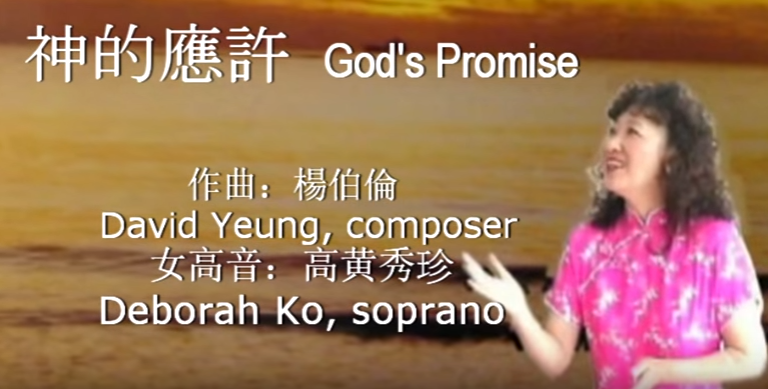 神的應許 God's Promise
作曲：楊伯倫
David Yeung, composer
女高音：高黄秀珍
Deborah Ko, soprano